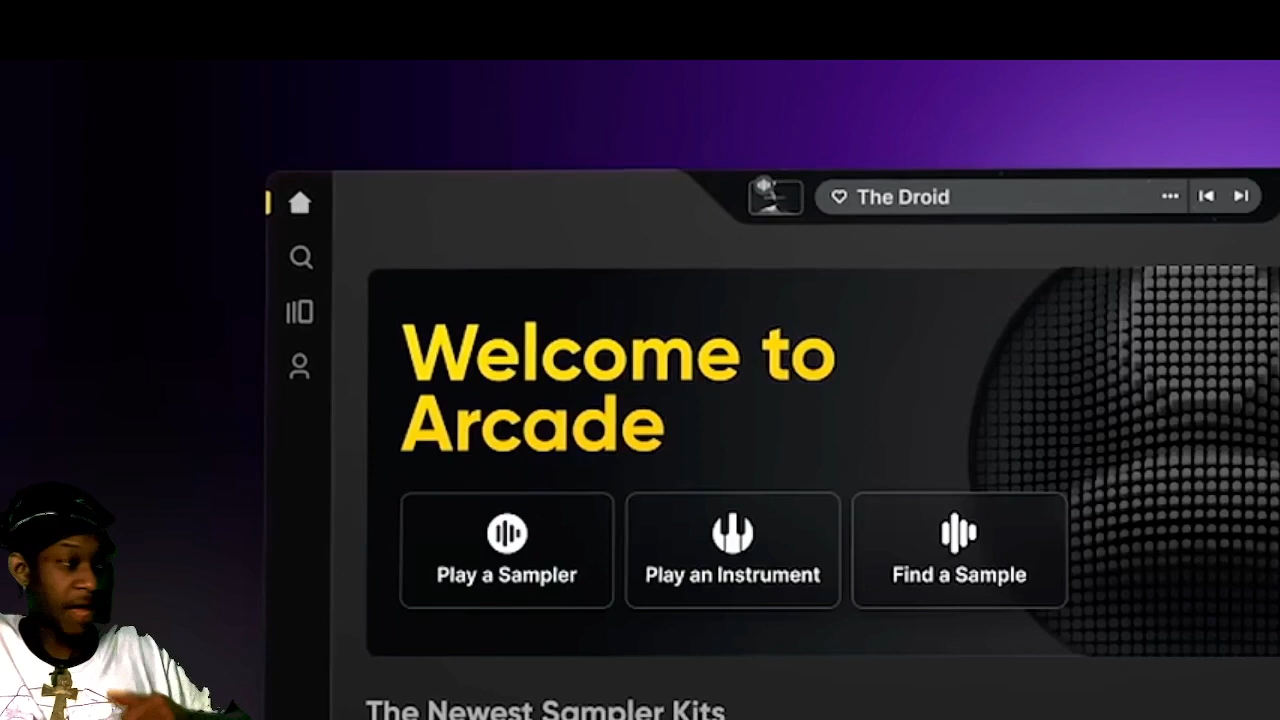 The Droid
Welcome to
Arcade
Play a Sampler
Play an Instrument
Find a Sample
The Newest Sampler Kits